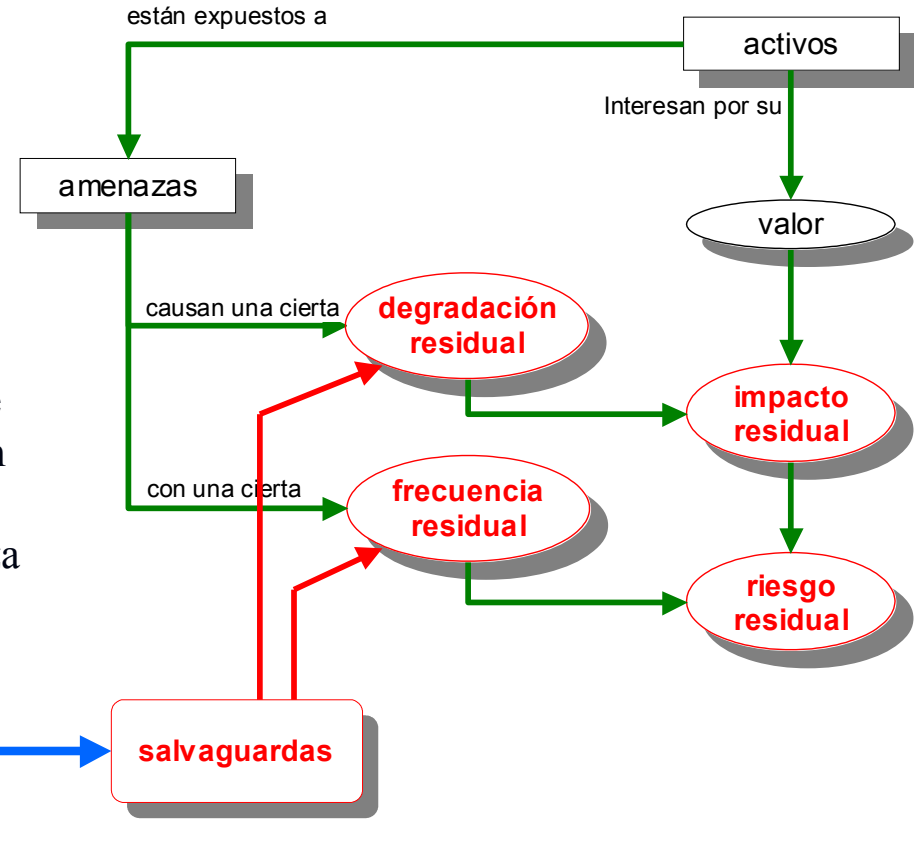 están expuestos a
activos
Interesan por su
amenazas
valor
causan una cierta
degradación
residual
impacto
residual
con una cierta
frecuencia
residual
riesgo
residual
salvaguardas